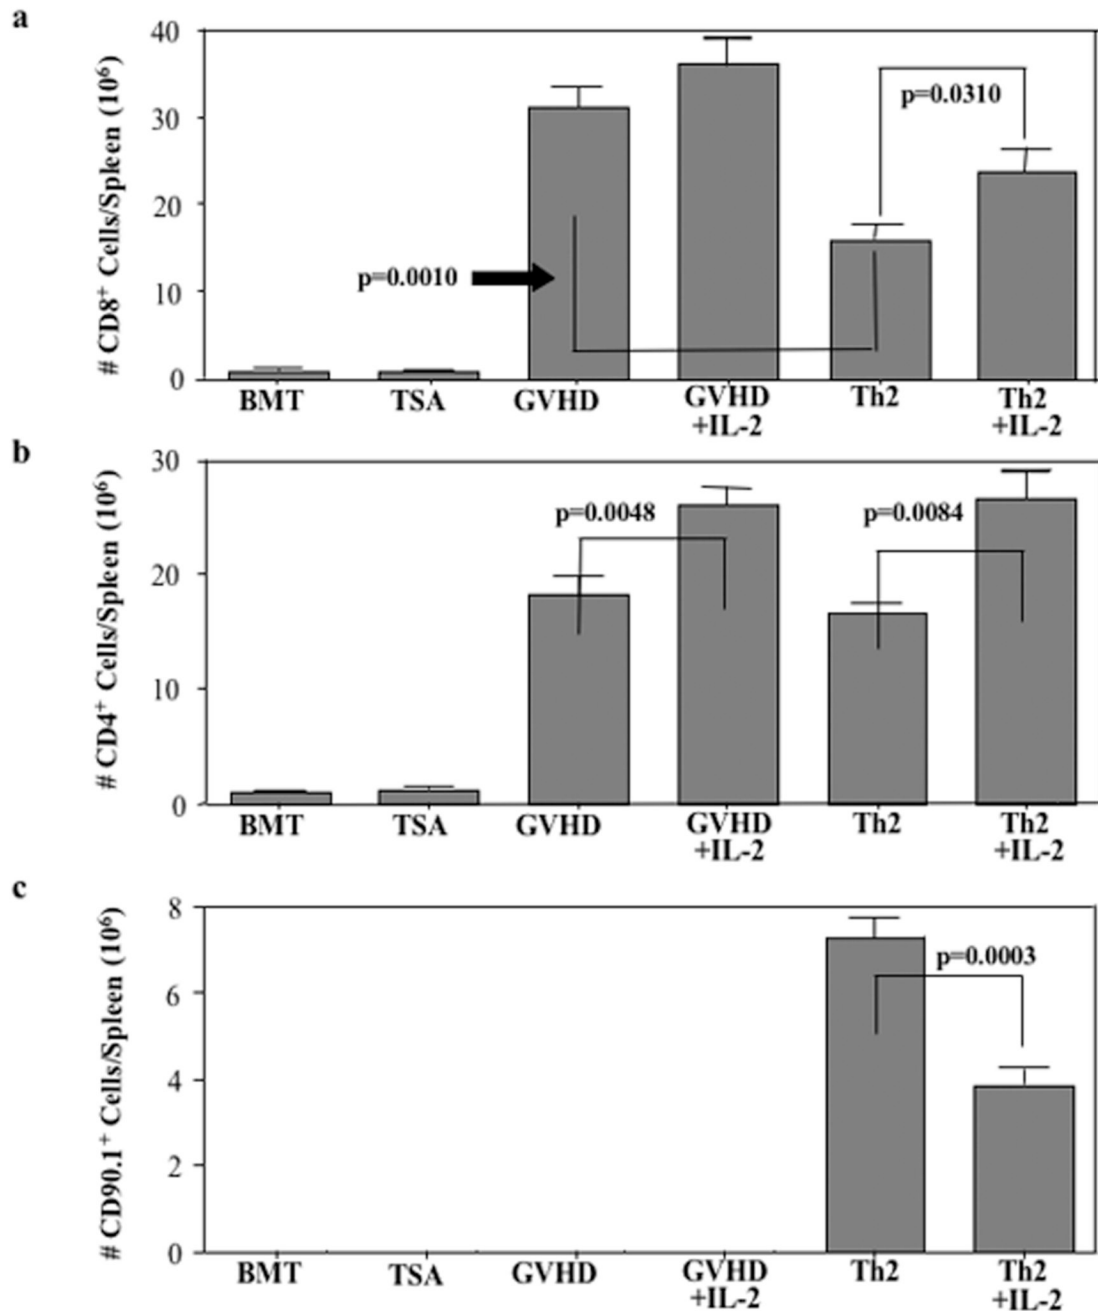 a
# CD8⁺ Cells/Spleen (10⁶)
40
30
20
10
0
p=0.0310
p=0.0010
BMT TSA GVHD GVHD +IL-2 Th2 Th2 +IL-2
b
# CD4⁺ Cells/Spleen (10⁶)
30
20
10
0
p=0.0048 p=0.0084
BMT TSA GVHD GVHD +IL-2 Th2 Th2 +IL-2
c
# CD90.1⁺ Cells/Spleen (10⁶)
8
6
4
2
0
p=0.0003
BMT TSA GVHD GVHD +IL-2 Th2 Th2 +IL-2